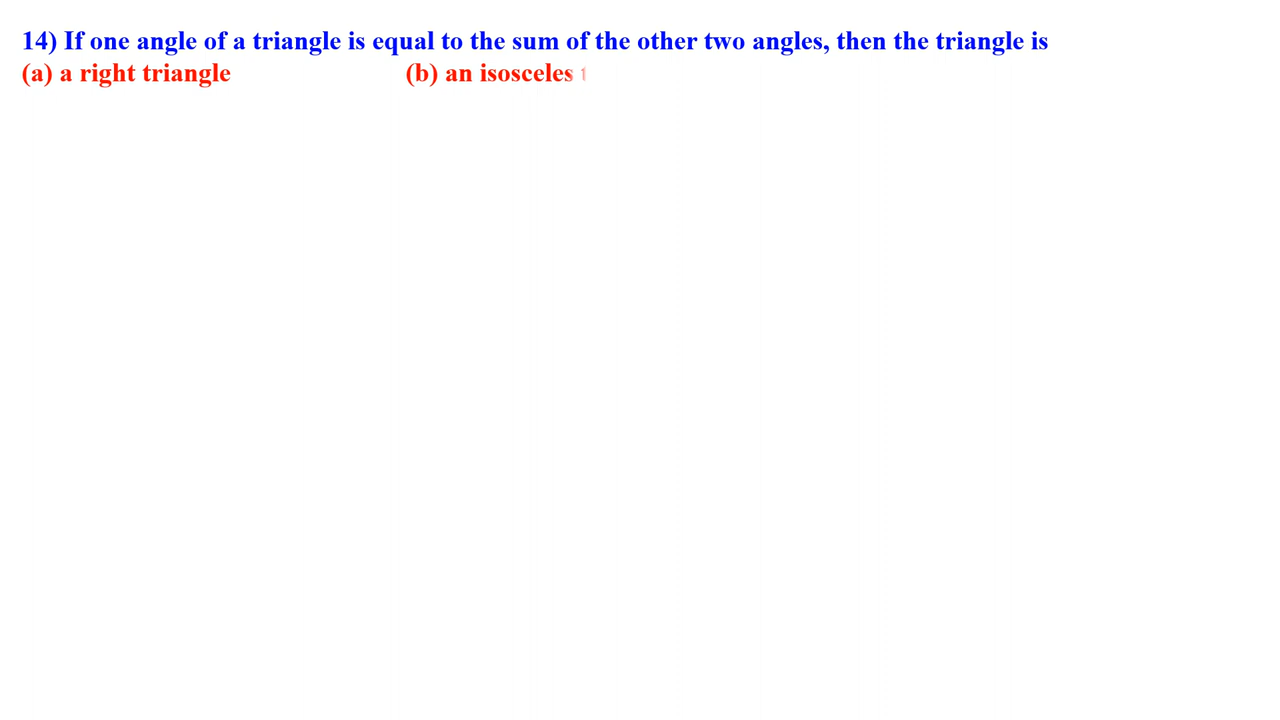 14) If one angle of a triangle is equal to the sum of the other two angles, then the triangle is
(a) a right triangle (b) an isosceles t